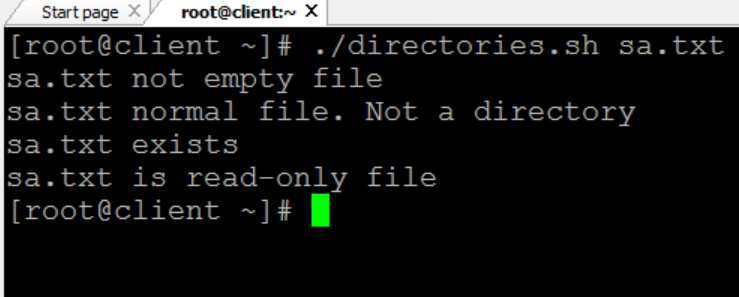 Start page
root@client:~ X
[root@client ~]# ./directories.sh sa.txt
sa.txt not empty file
sa.txt normal file. Not a directory
sa.txt exists
sa.txt is read-only file
[root@client ~]#